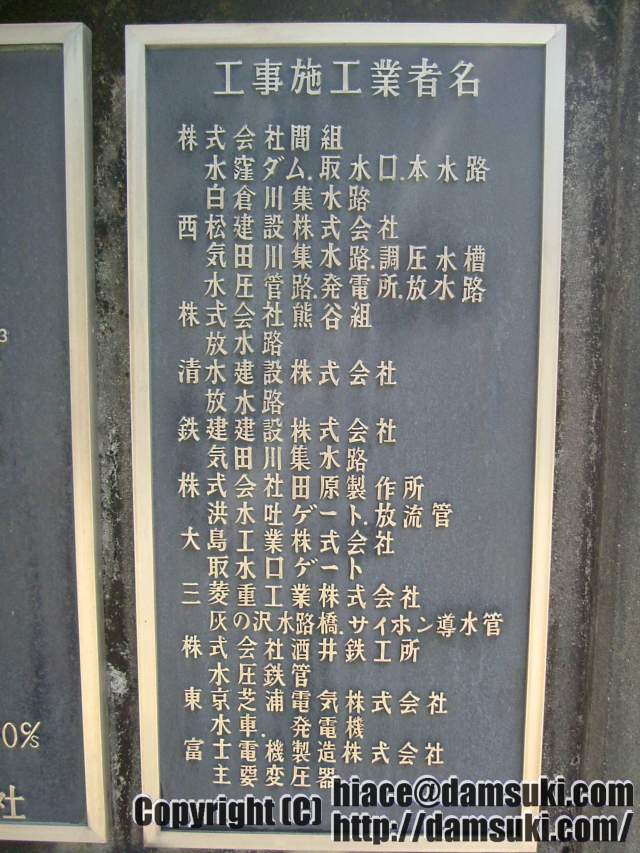 工事施工業者名
株式会社間組
水窪ダム.取水口.本水路
白倉川集水路
西松建設株式会社
気田川集水路.調圧水槽
水圧管路.発電所.放水路
株式会社熊谷組
放水路
清水建設株式会社
放水路
鉄建建設株式会社
気田川集水路
株式会社田原製作所
洪水吐ゲート.放流管
大島工業株式会社
取水口ゲート
三菱重工業株式会社
灰の沢水路橋.サイホン導水管
株式会社酒井鉄工所
水圧鉄管
東京芝浦電気株式会社
水車.発電機
富士電機製造株式会社
主要変圧器
3
0%
社
Copyright (C) hiace@damsuki.com
http://damsuki.com/